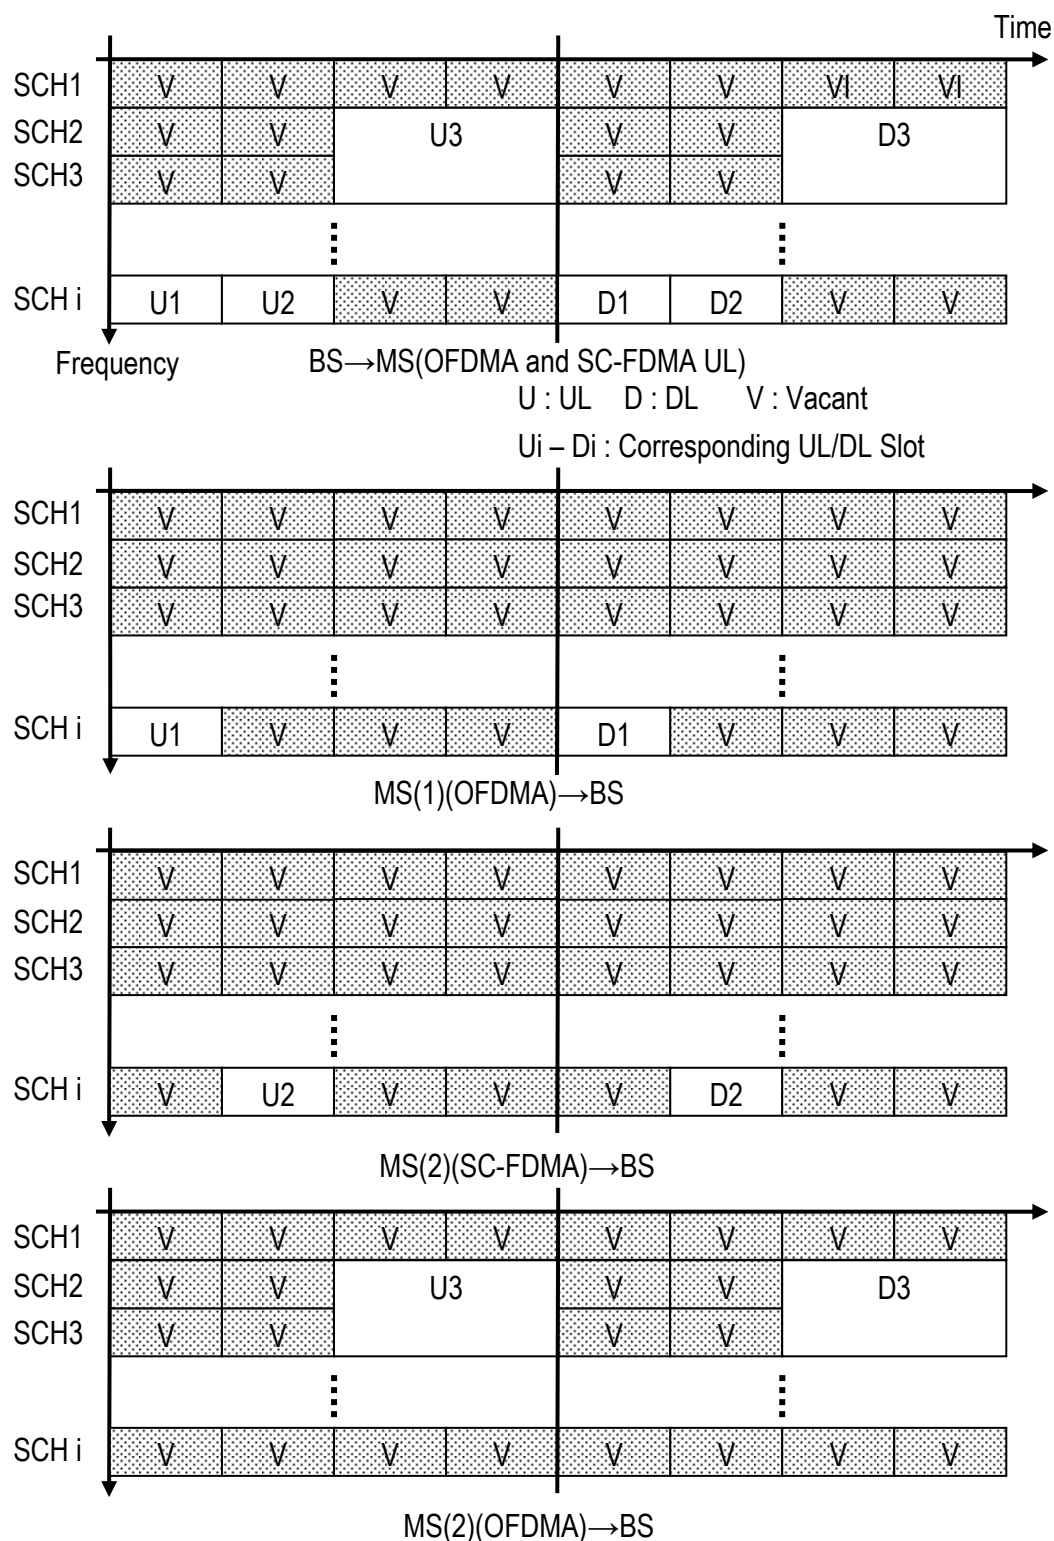 Time
SCH1 V V V V V V VI VI
SCH2 V V U3 V V D3
SCH3 V V V V
SCH i U1 U2 V V D1 D2 V V
Frequency BS→MS(OFDMA and SC-FDMA UL)
U : UL D : DL V : Vacant
Ui – Di : Corresponding UL/DL Slot
SCH1 V V V V V V V V
SCH2 V V V V V V V V
SCH3 V V V V V V V V
SCH i U1 V V V D1 V V V
MS(1)(OFDMA)→BS
SCH1 V V V V V V V V
SCH2 V V V V V V V V
SCH3 V V V V V V V V
SCH i V U2 V V V D2 V V
MS(2)(SC-FDMA)→BS
SCH1 V V V V V V V V
SCH2 V V U3 V V D3
SCH3 V V V V
SCH i V V V V V V V V
MS(2)(OFDMA)→BS